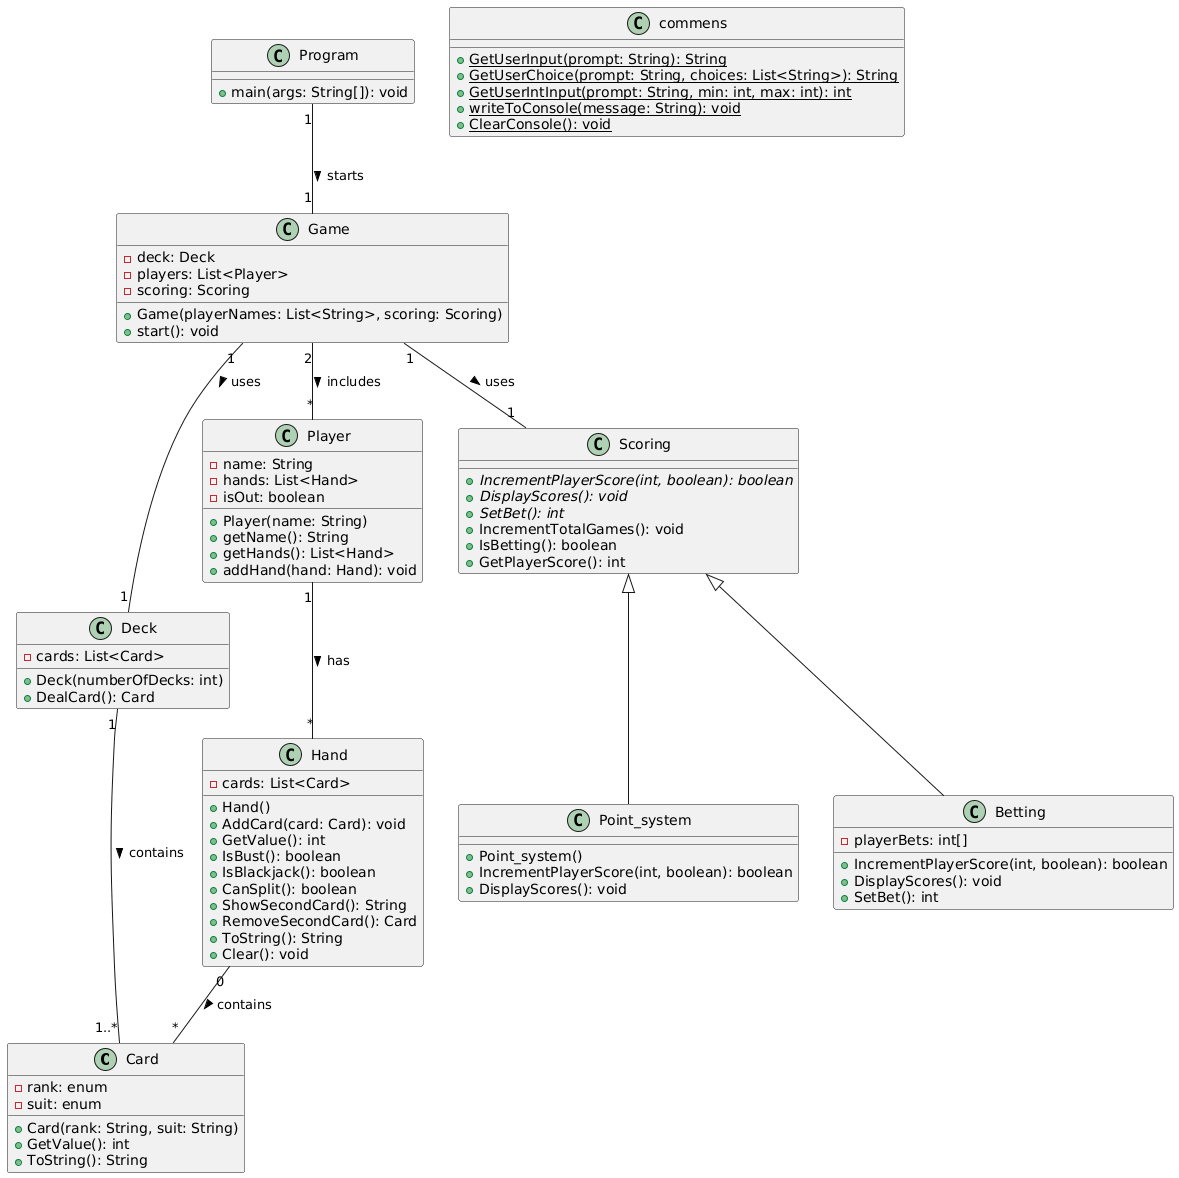 C Program
main(args: String[]): void
C commens
GetUserInput(prompt: String): String
GetUserChoice(prompt: String, choices: List<String>): String
GetUserIntInput(prompt: String, min: int, max: int): int
writeToConsole(message: String): void
ClearConsole(): void
1
starts
1
C Game
deck: Deck
players: List<Player>
scoring: Scoring
Game(playerNames: List<String>, scoring: Scoring)
start(): void
1
uses
2
includes
*
1
uses
1
C Player
name: String
hands: List<Hand>
isOut: boolean
Player(name: String)
getName(): String
getHands(): List<Hand>
addHand(hand: Hand): void
C Scoring
IncrementPlayerScore(int, boolean): boolean
DisplayScores(): void
SetBet(): int
IncrementTotalGames(): void
IsBetting(): boolean
GetPlayerScore(): int
1
C Deck
cards: List<Card>
Deck(numberOfDecks: int)
DealCard(): Card
1
has
*
1
contains
1..*
C Hand
cards: List<Card>
Hand()
AddCard(card: Card): void
GetValue(): int
IsBust(): boolean
IsBlackjack(): boolean
CanSplit(): boolean
ShowSecondCard(): String
RemoveSecondCard(): Card
ToString(): String
Clear(): void
C Point_system
Point_system()
IncrementPlayerScore(int, boolean): boolean
DisplayScores(): void
C Betting
playerBets: int[]
IncrementPlayerScore(int, boolean): boolean
DisplayScores(): void
SetBet(): int
0
contains
*
C Card
rank: enum
suit: enum
Card(rank: String, suit: String)
GetValue(): int
ToString(): String